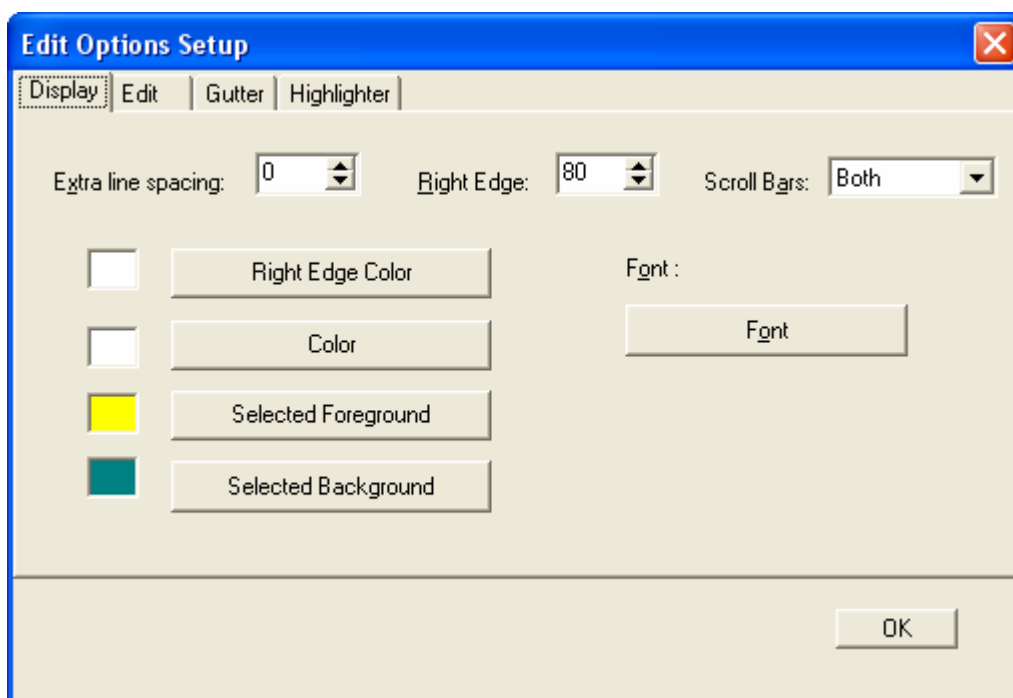 Edit Options Setup
Display Edit Gutter Highlighter
Extra line spacing: 0 Right Edge: 80 Scroll Bars: Both
Right Edge Color Font :
Color Font
Selected Foreground
Selected Background
OK